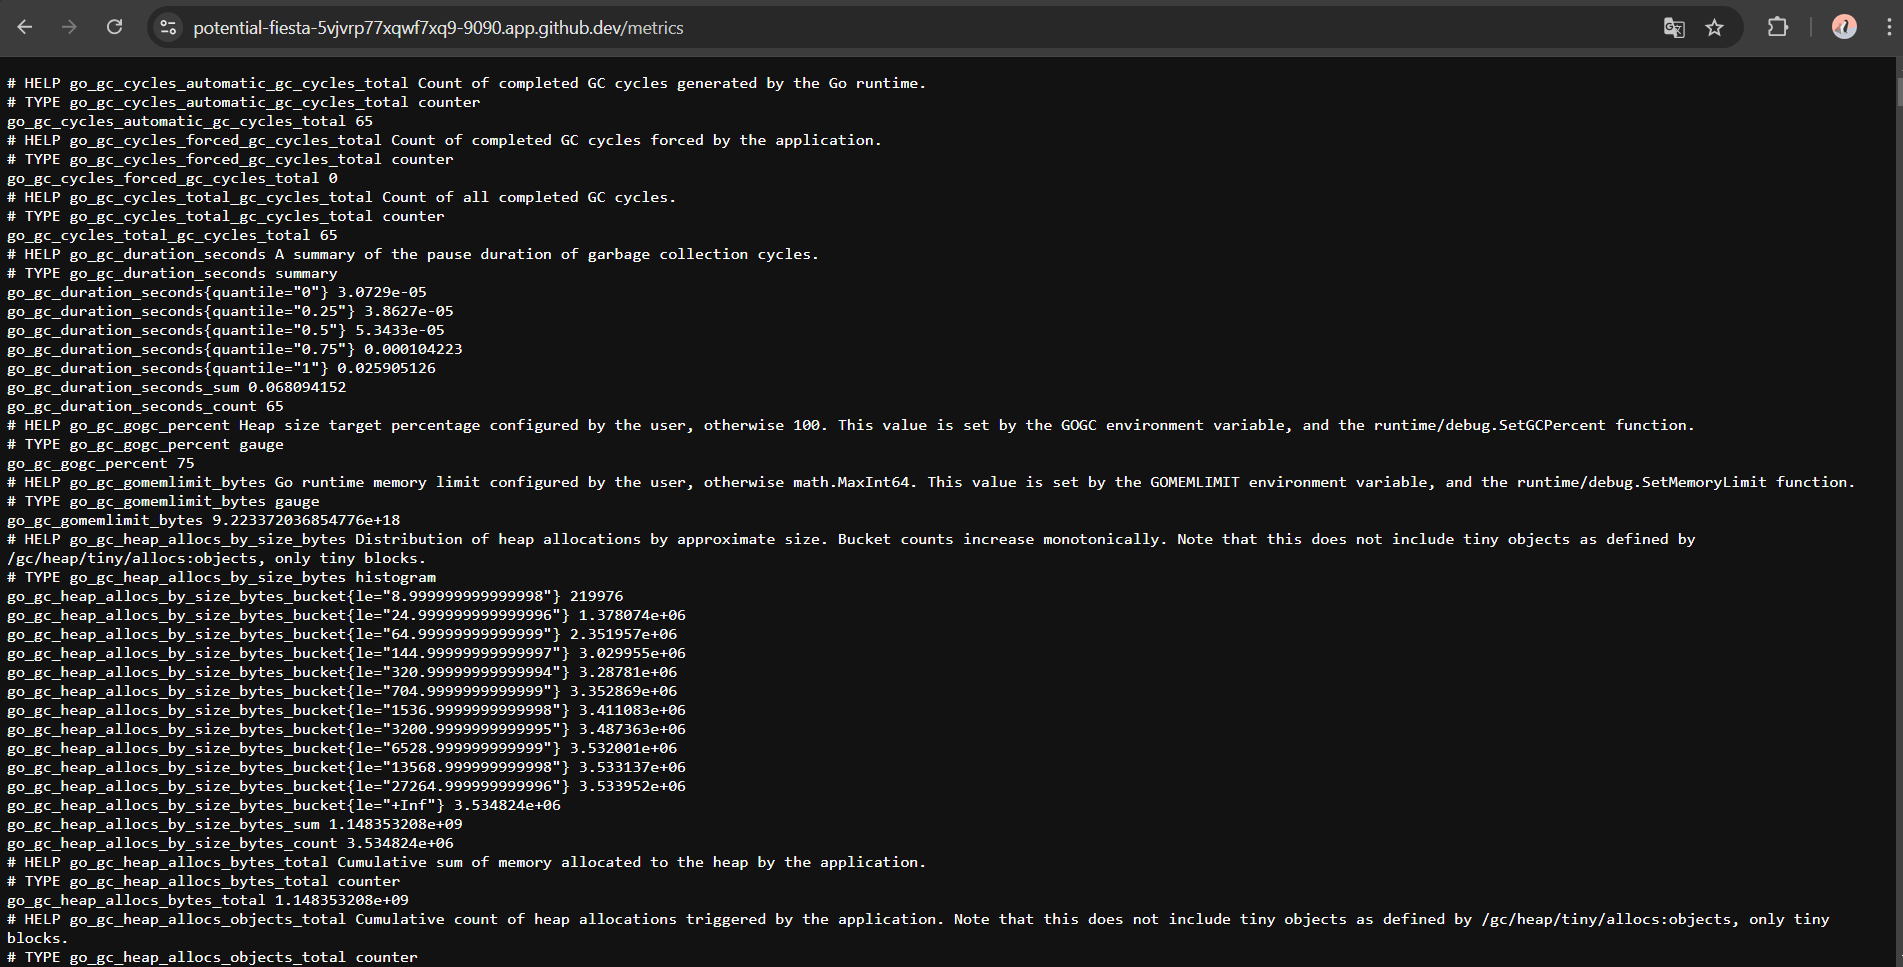 potential-fiesta-5vjvrp77xqwf7xq9-9090.app.github.dev/metrics
# HELP go_gc_cycles_automatic_gc_cycles_total Count of completed GC cycles generated by the Go runtime.
# TYPE go_gc_cycles_automatic_gc_cycles_total counter
go_gc_cycles_automatic_gc_cycles_total 65
# HELP go_gc_cycles_forced_gc_cycles_total Count of completed GC cycles forced by the application.
# TYPE go_gc_cycles_forced_gc_cycles_total counter
go_gc_cycles_forced_gc_cycles_total 0
# HELP go_gc_cycles_total_gc_cycles_total Count of all completed GC cycles.
# TYPE go_gc_cycles_total_gc_cycles_total counter
go_gc_cycles_total_gc_cycles_total 65
# HELP go_gc_duration_seconds A summary of the pause duration of garbage collection cycles.
# TYPE go_gc_duration_seconds summary
go_gc_duration_seconds{quantile="0"} 3.0729e-05
go_gc_duration_seconds{quantile="0.25"} 3.8627e-05
go_gc_duration_seconds{quantile="0.5"} 5.3433e-05
go_gc_duration_seconds{quantile="0.75"} 0.000104223
go_gc_duration_seconds{quantile="1"} 0.025905126
go_gc_duration_seconds_sum 0.068094152
go_gc_duration_seconds_count 65
# HELP go_gc_gogc_percent Heap size target percentage configured by the user, otherwise 100. This value is set by the GOGC environment variable, and the runtime/debug.SetGCPercent function.
# TYPE go_gc_gogc_percent gauge
go_gc_gogc_percent 75
# HELP go_gc_gomemlimit_bytes Go runtime memory limit configured by the user, otherwise math.MaxInt64. This value is set by the GOMEMLIMIT environment variable, and the runtime/debug.SetMemoryLimit function.
# TYPE go_gc_gomemlimit_bytes gauge
go_gc_gomemlimit_bytes 9.223372036854776e+18
# HELP go_gc_heap_allocs_by_size_bytes Distribution of heap allocations by approximate size. Bucket counts increase monotonically. Note that this does not include tiny objects as defined by
/gc/heap/tiny/allocs:objects, only tiny blocks.
# TYPE go_gc_heap_allocs_by_size_bytes histogram
go_gc_heap_allocs_by_size_bytes_bucket{le="8.999999999999998"} 219976
go_gc_heap_allocs_by_size_bytes_bucket{le="24.999999999999996"} 1.378074e+06
go_gc_heap_allocs_by_size_bytes_bucket{le="64.99999999999999"} 2.351957e+06
go_gc_heap_allocs_by_size_bytes_bucket{le="144.99999999999997"} 3.029955e+06
go_gc_heap_allocs_by_size_bytes_bucket{le="320.99999999999994"} 3.28781e+06
go_gc_heap_allocs_by_size_bytes_bucket{le="704.9999999999999"} 3.352869e+06
go_gc_heap_allocs_by_size_bytes_bucket{le="1536.9999999999998"} 3.411083e+06
go_gc_heap_allocs_by_size_bytes_bucket{le="3200.9999999999995"} 3.487363e+06
go_gc_heap_allocs_by_size_bytes_bucket{le="6528.999999999999"} 3.532001e+06
go_gc_heap_allocs_by_size_bytes_bucket{le="13568.999999999998"} 3.533137e+06
go_gc_heap_allocs_by_size_bytes_bucket{le="27264.999999999996"} 3.533952e+06
go_gc_heap_allocs_by_size_bytes_bucket{le="+Inf"} 3.534824e+06
go_gc_heap_allocs_by_size_bytes_sum 1.148353208e+09
go_gc_heap_allocs_by_size_bytes_count 3.534824e+06
# HELP go_gc_heap_allocs_bytes_total Cumulative sum of memory allocated to the heap by the application.
# TYPE go_gc_heap_allocs_bytes_total counter
go_gc_heap_allocs_bytes_total 1.148353208e+09
# HELP go_gc_heap_allocs_objects_total Cumulative count of heap allocations triggered by the application. Note that this does not include tiny objects as defined by /gc/heap/tiny/allocs:objects, only tiny
blocks.
# TYPE go_gc_heap_allocs_objects_total counter